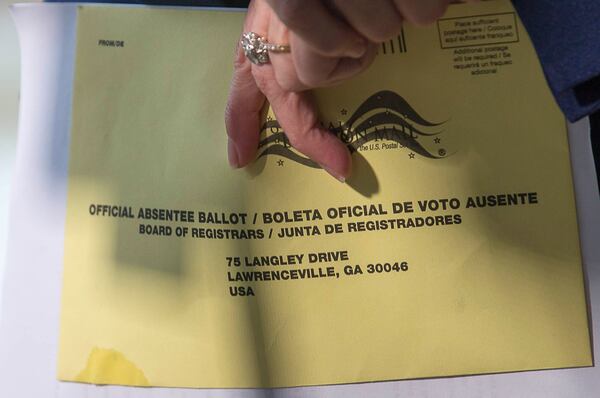 FROM/DE
Place sufficient
postage here / Coloque
aquí suficiente franqueo
Additional postage
will be required / Se
requerirá un franqueo
adicional
MAIL
the U.S. Postal
®
OFFICIAL ABSENTEE BALLOT / BOLETA OFICIAL DE VOTO AUSENTE
BOARD OF REGISTRARS / JUNTA DE REGISTRADORES
75 LANGLEY DRIVE
LAWRENCEVILLE, GA 30046
USA